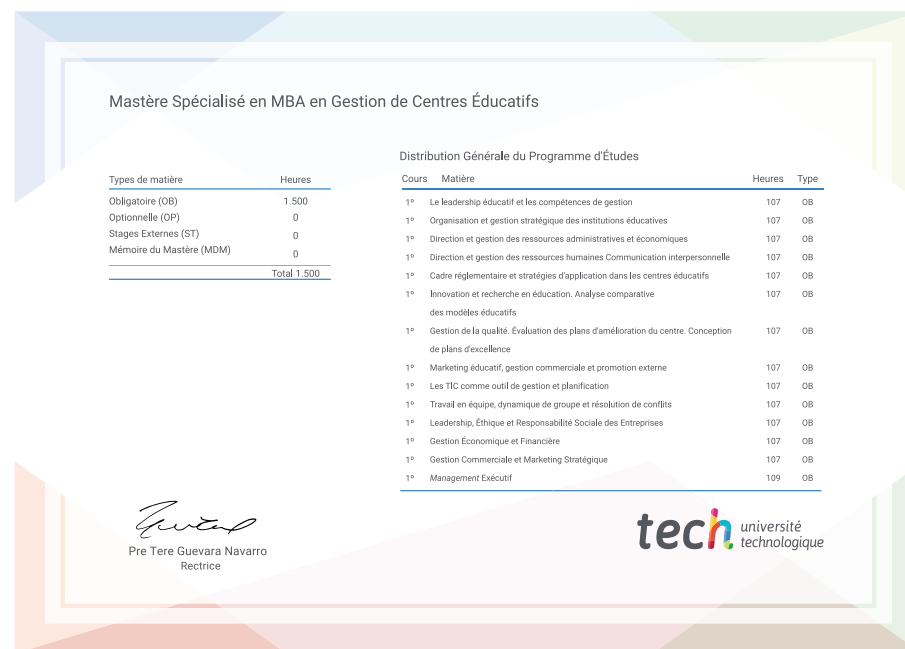 Mastère Spécialisé en MBA en Gestion de Centres Éducatifs
Types de matière Heures
Obligatoire (OB) 1.500
Optionnelle (OP) 0
Stages Externes (ST) 0
Mémoire du Mastère (MDM) 0
Total 1.500
Distribution Générale du Programme d'Études
Cours Matière Heures Type
1º Le leadership éducatif et les compétences de gestion 107 OB
1º Organisation et gestion stratégique des institutions éducatives 107 OB
1º Direction et gestion des ressources administratives et économiques 107 OB
1º Direction et gestion des ressources humaines Communication interpersonnelle 107 OB
1º Cadre réglementaire et stratégies d'application dans les centres éducatifs 107 OB
1º Innovation et recherche en éducation. Analyse comparative 107 OB
des modèles éducatifs
1º Gestion de la qualité. Évaluation des plans d'amélioration du centre. Conception 107 OB
de plans d'excellence
1º Marketing éducatif, gestion commerciale et promotion externe 107 OB
1º Les TIC comme outil de gestion et planification 107 OB
1º Travail en équipe, dynamique de groupe et résolution de conflits 107 OB
1º Leadership, Éthique et Responsabilité Sociale des Entreprises 107 OB
1º Gestion Économique et Financière 107 OB
1º Gestion Commerciale et Marketing Stratégique 107 OB
1º Management Exécutif 109 OB
Pre Tere Guevara Navarro
Rectrice
tech université
technologique